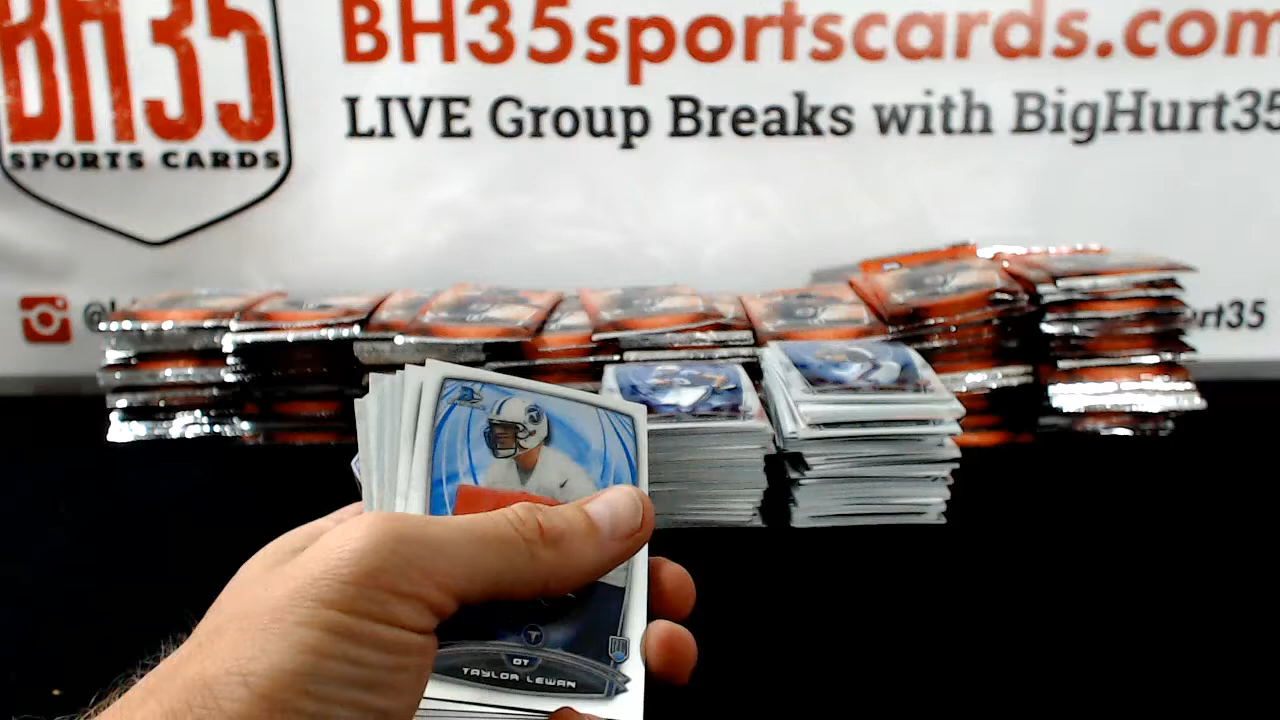 BH35
SPORTS CARDS
BH35sportscards.com
LIVE Group Breaks with BigHurt35
rt35
OT
TAYLOR LEWAN